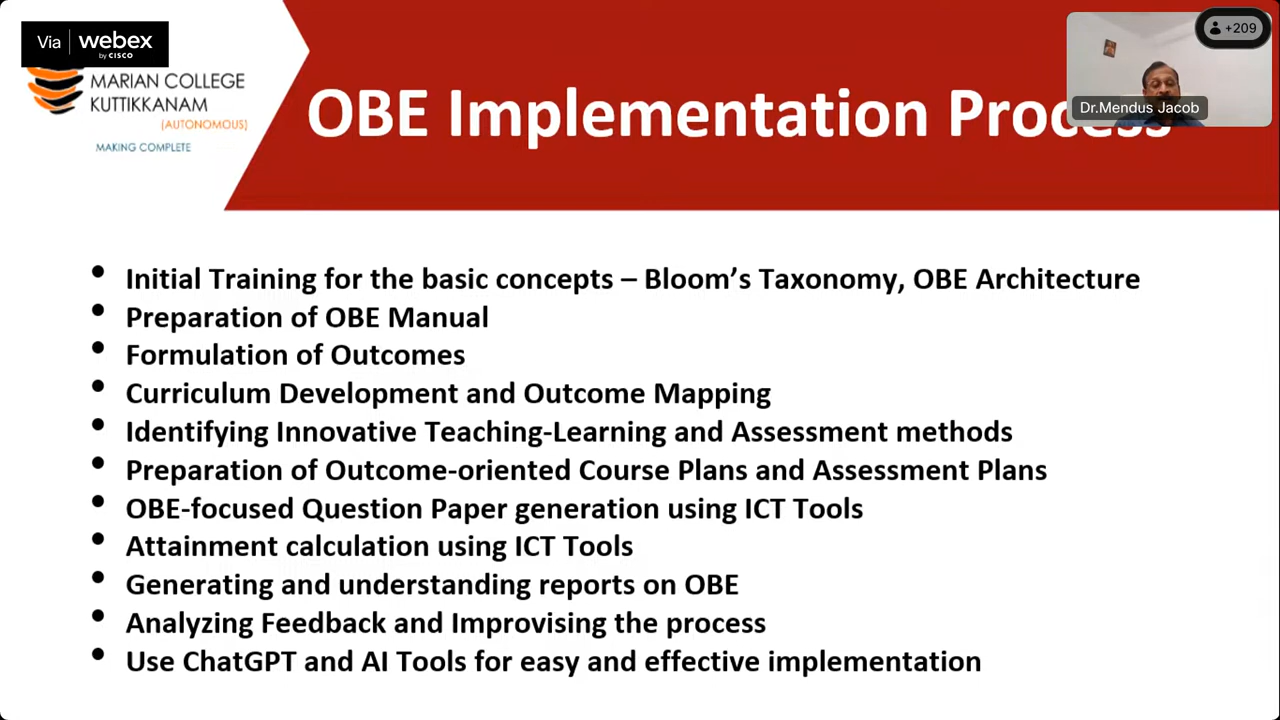 Via webex
by CISCO
MARIAN COLLEGE
KUTTIKKANAM
(AUTONOMOUS)
MAKING COMPLETE
OBE Implementation Process
+209
Dr.Mendus Jacob
• Initial Training for the basic concepts – Bloom’s Taxonomy, OBE Architecture
• Preparation of OBE Manual
• Formulation of Outcomes
• Curriculum Development and Outcome Mapping
• Identifying Innovative Teaching-Learning and Assessment methods
• Preparation of Outcome-oriented Course Plans and Assessment Plans
• OBE-focused Question Paper generation using ICT Tools
• Attainment calculation using ICT Tools
• Generating and understanding reports on OBE
• Analyzing Feedback and Improvising the process
• Use ChatGPT and AI Tools for easy and effective implementation